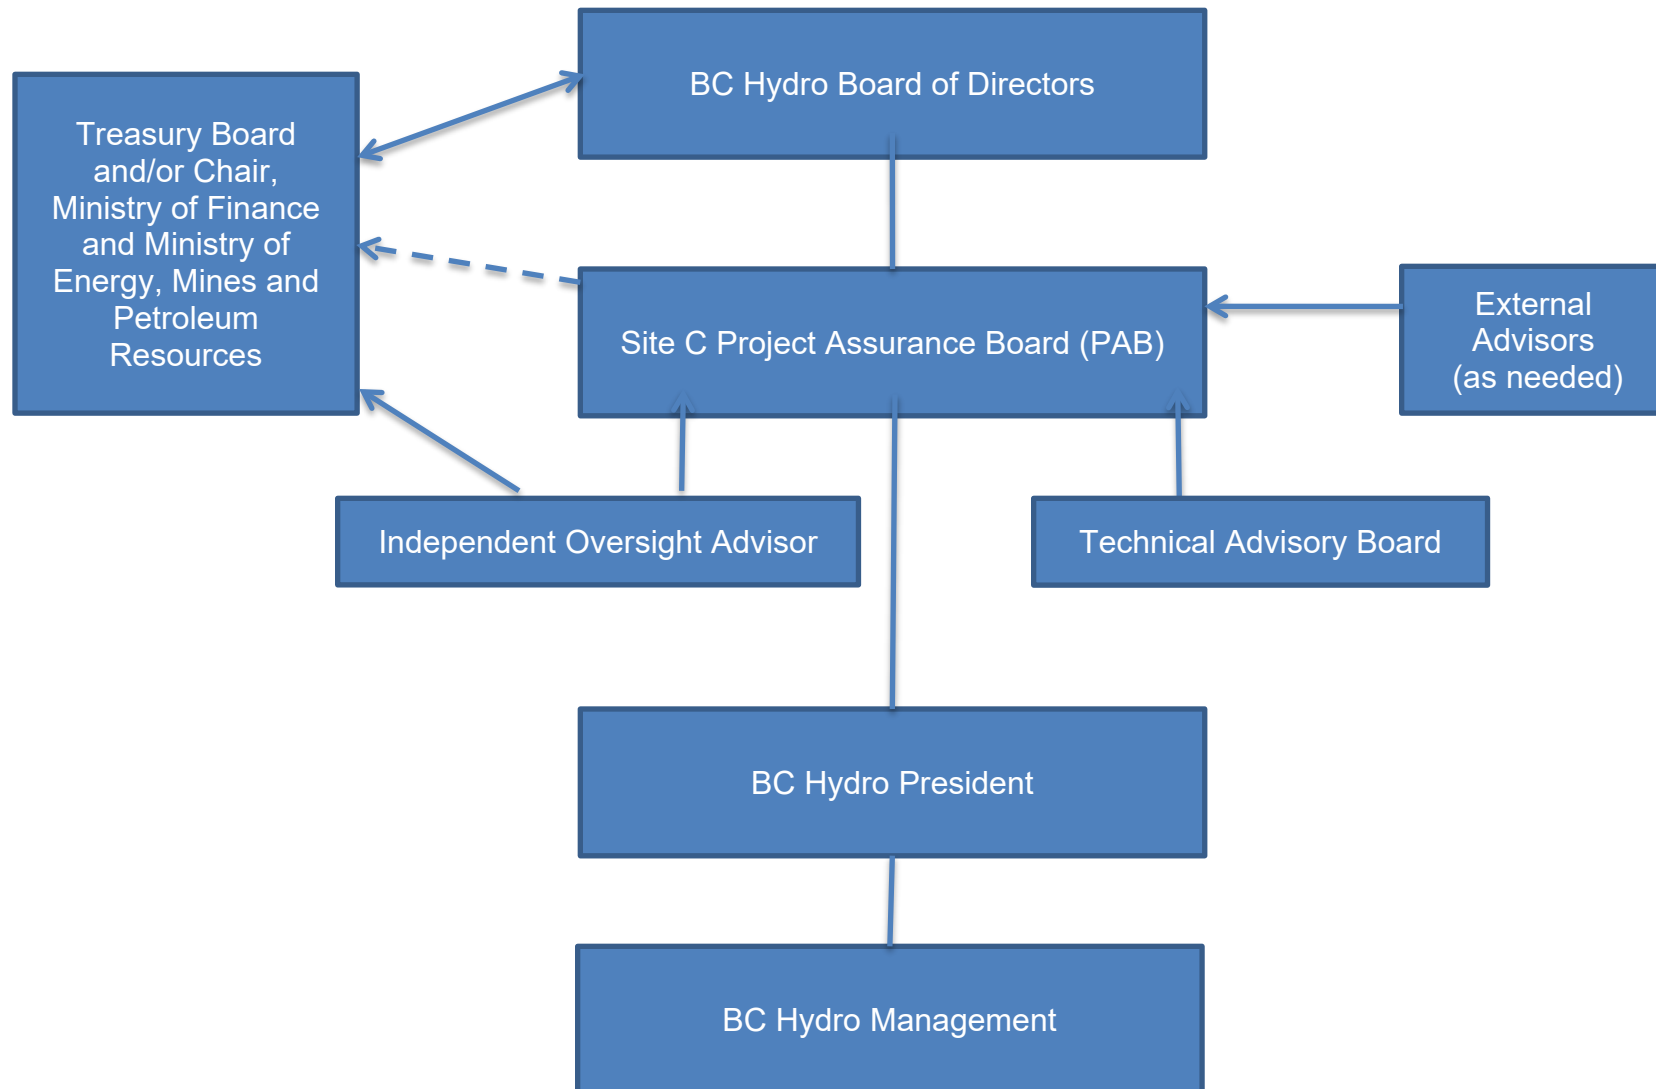 BC Hydro Board of Directors
Treasury Board
and/or Chair,
Ministry of Finance
and Ministry of
Energy, Mines and
Petroleum
Resources
Site C Project Assurance Board (PAB)
External
Advisors
(as needed)
Independent Oversight Advisor
Technical Advisory Board
BC Hydro President
BC Hydro Management